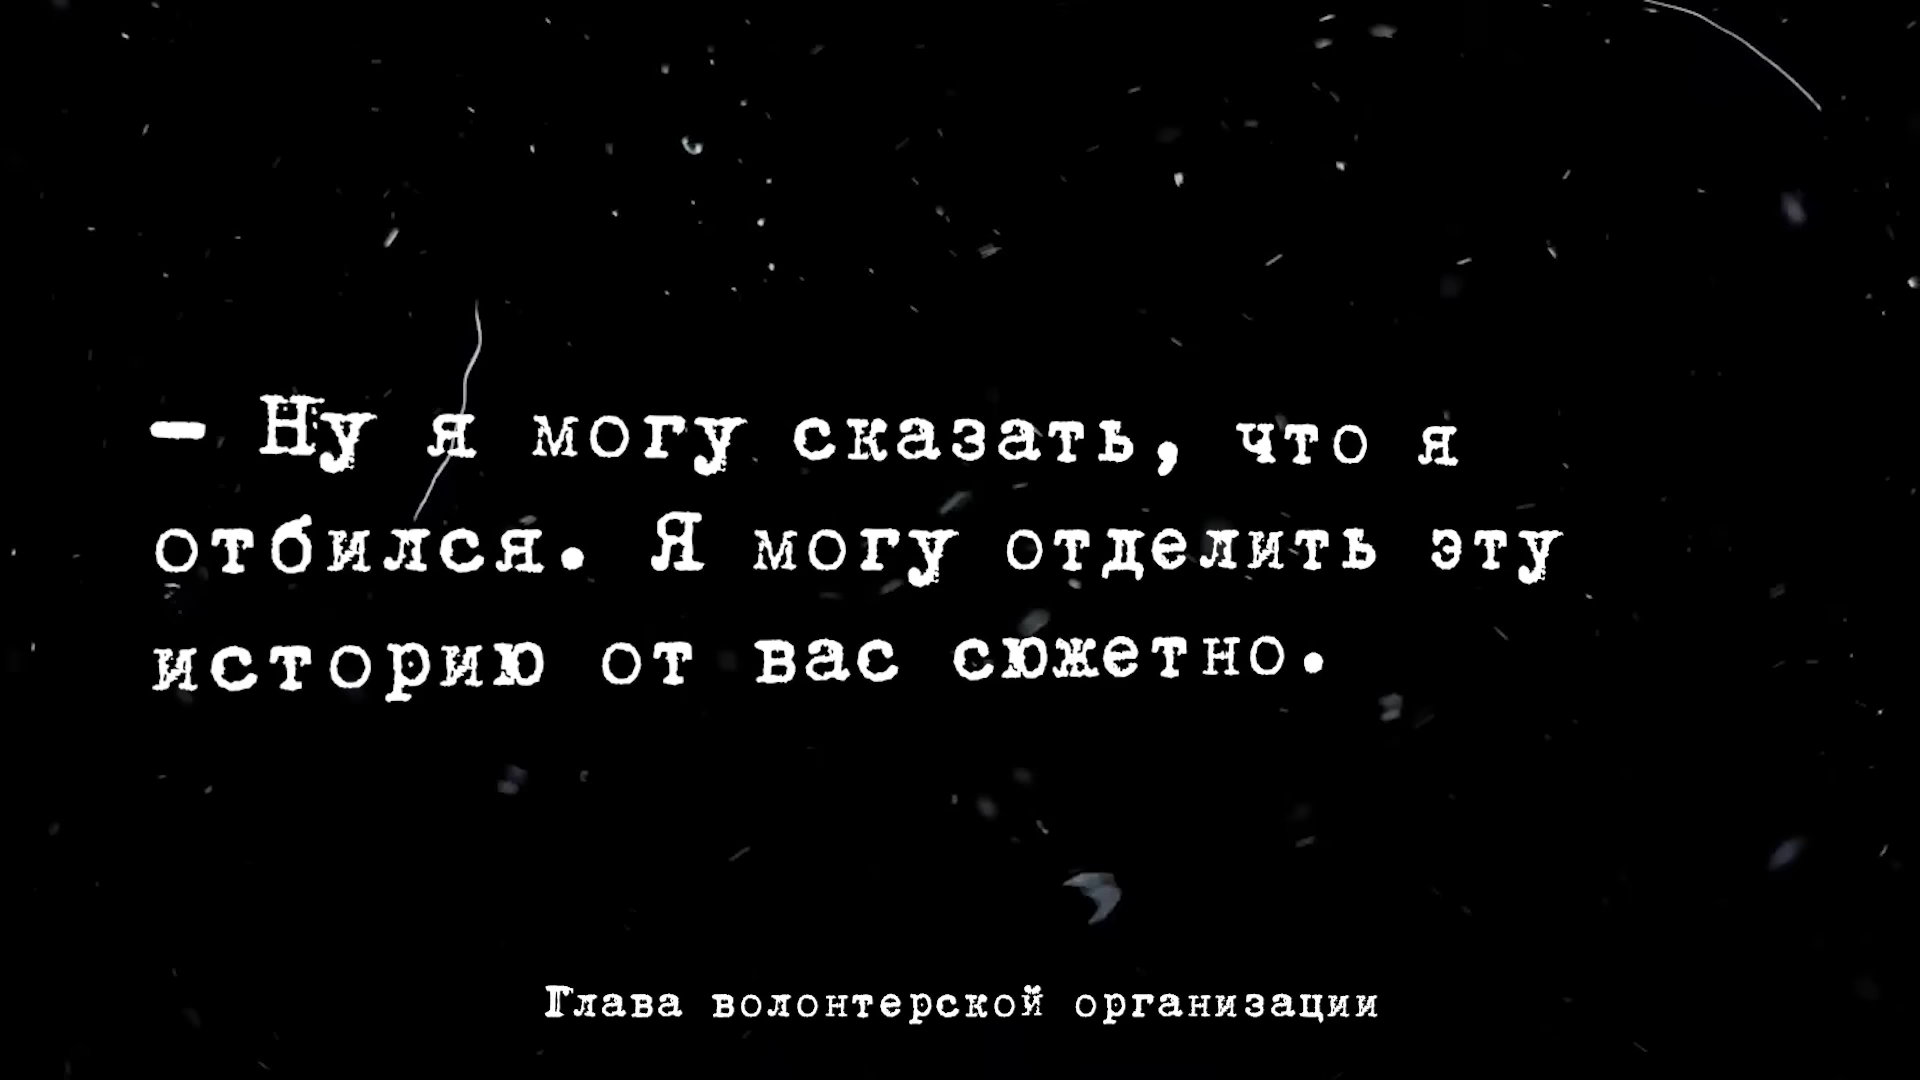 – Ну я могу сказать, что я
отбился. Я могу отделить эту
историю от вас сюжетно.
Глава волонтерской организации